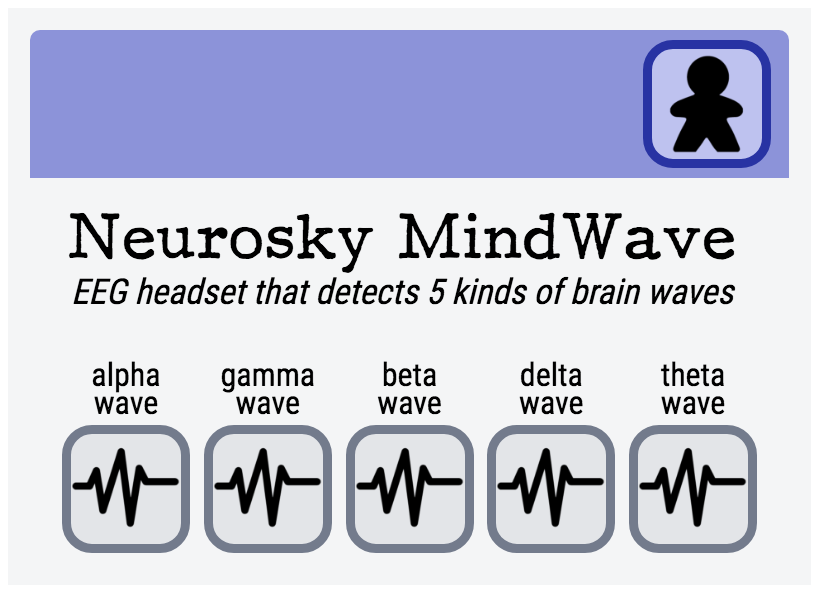 Neurosky MindWave
EEG headset that detects 5 kinds of brain waves
alpha gamma beta delta theta
wave wave wave wave wave